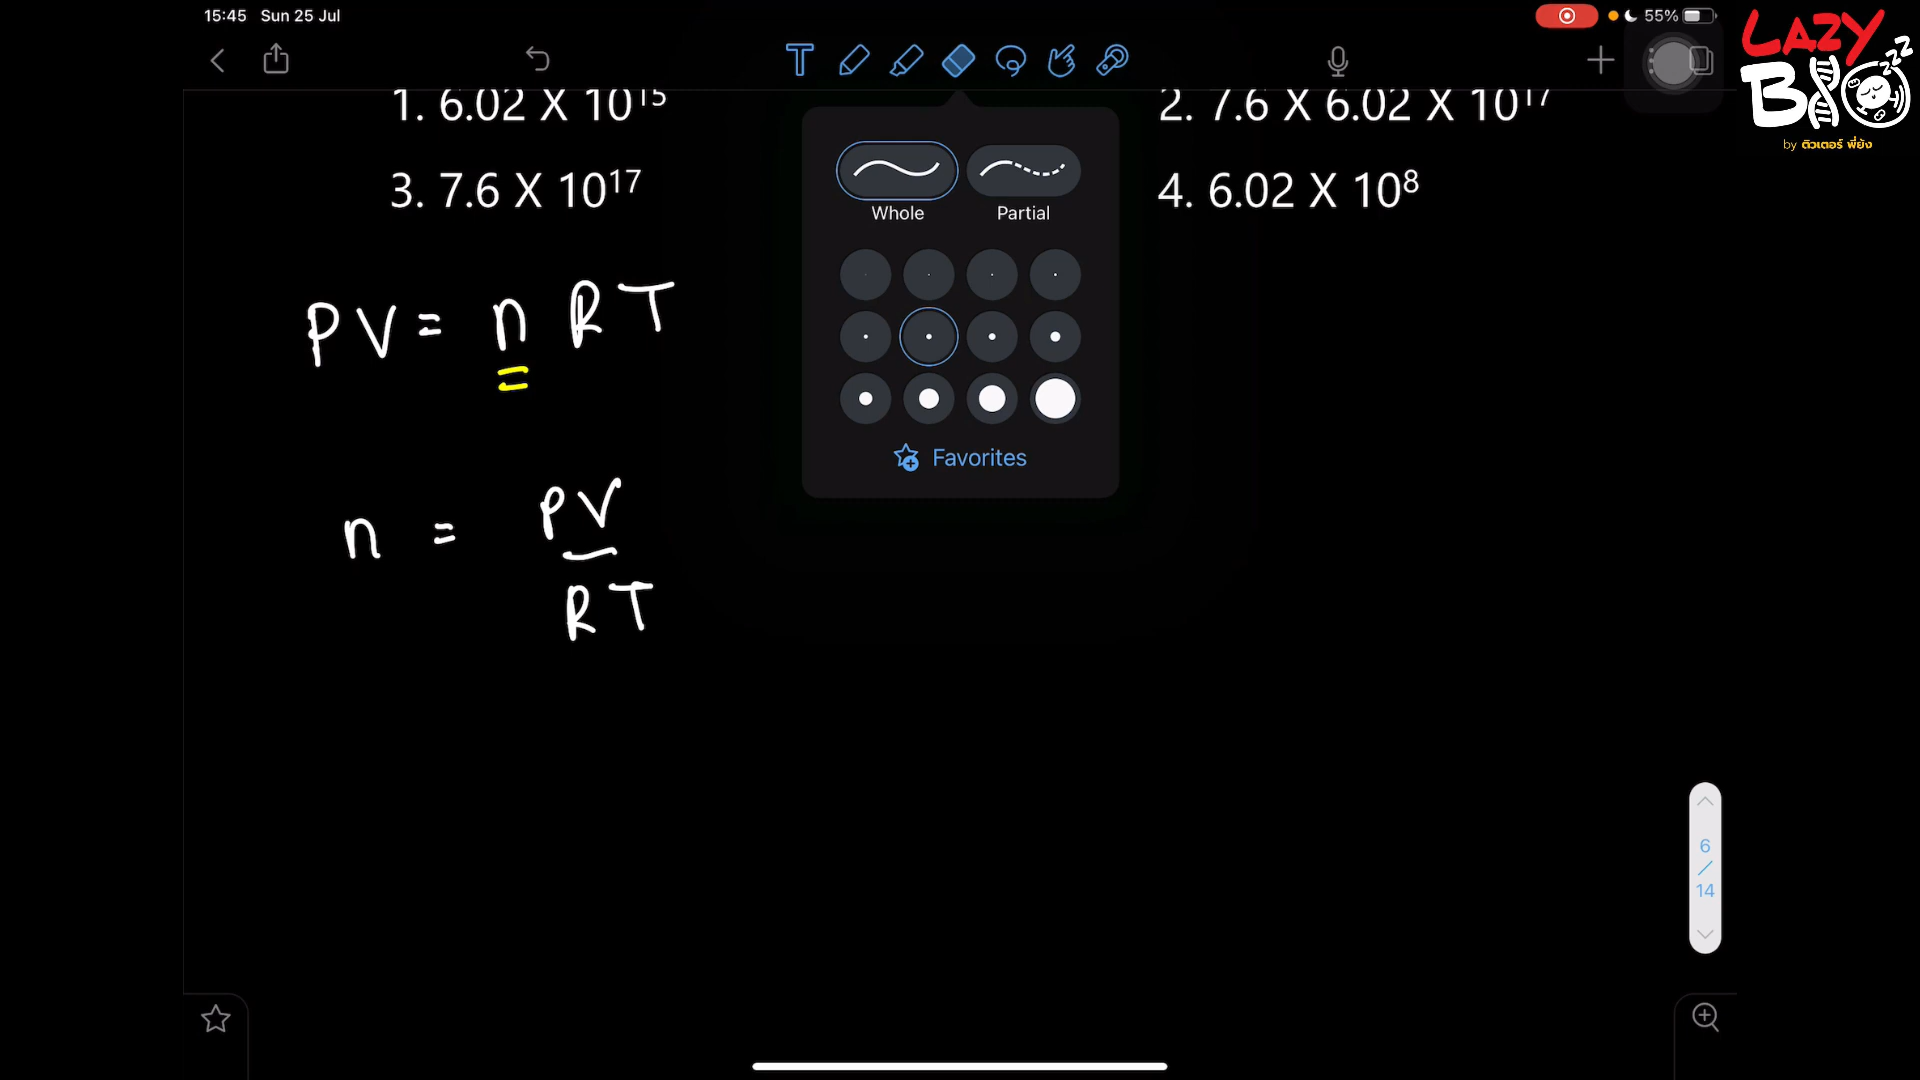 15:45 Sun 25 Jul
55%
LAZY
BIO zzz
by ติวเตอร์ พี่ยัง
1. 6.02 X 10¹⁵
2. 7.6 X 6.02 X 10¹⁷
3. 7.6 X 10¹⁷
4. 6.02 X 10⁸
Whole
Partial
Favorites
PV = n R T
n = PV
RT
6
/
14